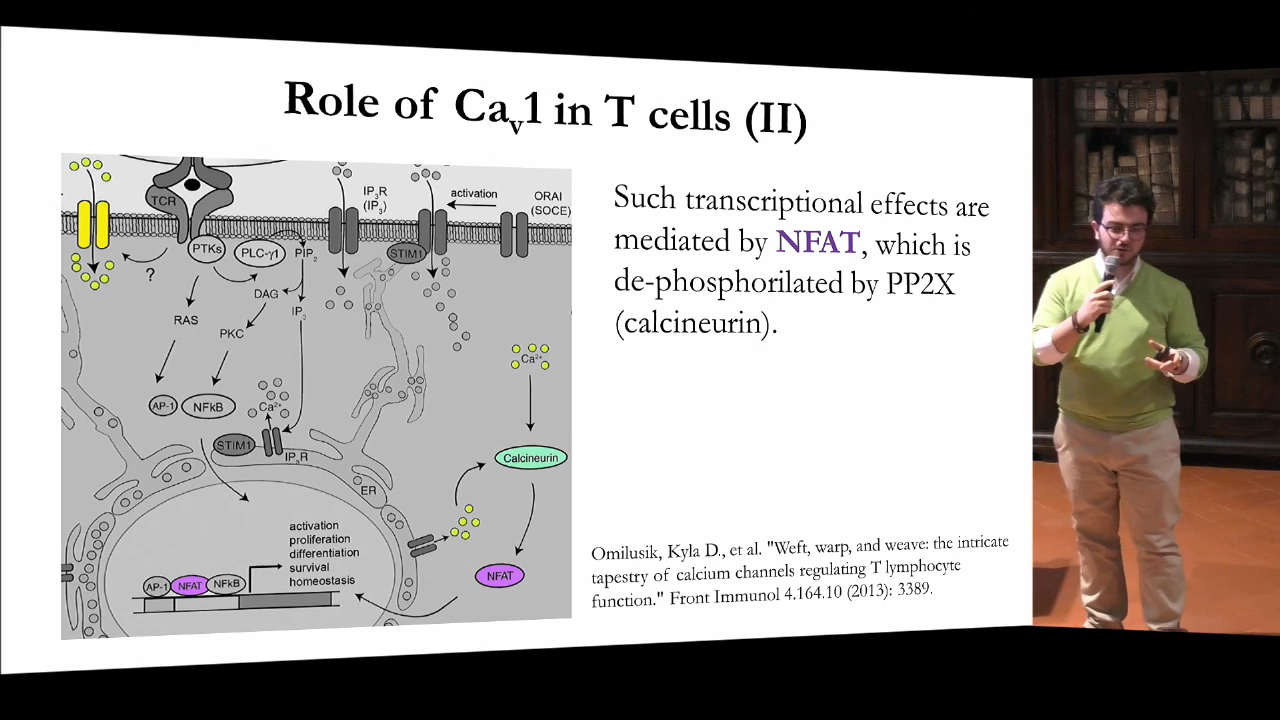 Role of Cav1 in T cells (II)
TCR
IP3R
(IP3)
activation
ORAI
(SOCE)
PTKs
PLC-γ1
PIP2
STIM1
?
DAG
IP3
RAS
PKC
AP-1
NFkB
Ca2+
STIM1
IP3R
ER
Ca2+
Calcineurin
NFAT
activation
proliferation
differentiation
survival
homeostasis
AP-1
NFAT
NFkB
Such transcriptional effects are
mediated by NFAT, which is
de-phosphorilated by PP2X
(calcineurin).
Omilusik, Kyla D., et al. "Weft, warp, and weave: the intricate
tapestry of calcium channels regulating T lymphocyte
function." Front Immunol 4.164.10 (2013): 3389.